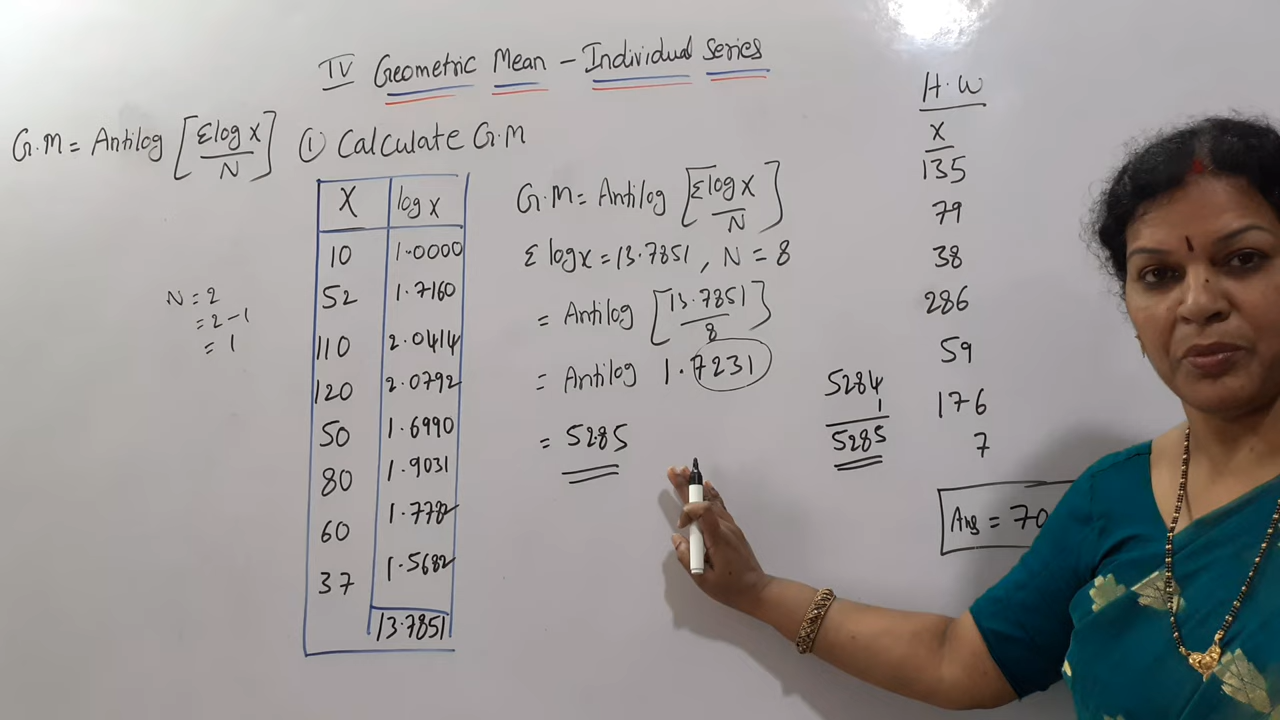 IV Geometric Mean - Individual Series
G.M = Antilog [Σlog X / N]
① Calculate G.M
X | log X
10 | 1.0000
52 | 1.7160
110 | 2.0414
120 | 2.0792
50 | 1.6990
80 | 1.9031
60 | 1.7782
37 | 1.5682
13.7851
N = 2
= 2 - 1
= 1
G.M = Antilog [Σlog X / N]
Σ log x = 13.7851, N = 8
= Antilog [13.7851 / 8]
= Antilog 1.7231
= 5285
5284
1
5285
H.W
X
135
79
38
286
59
176
7
Ans = 70